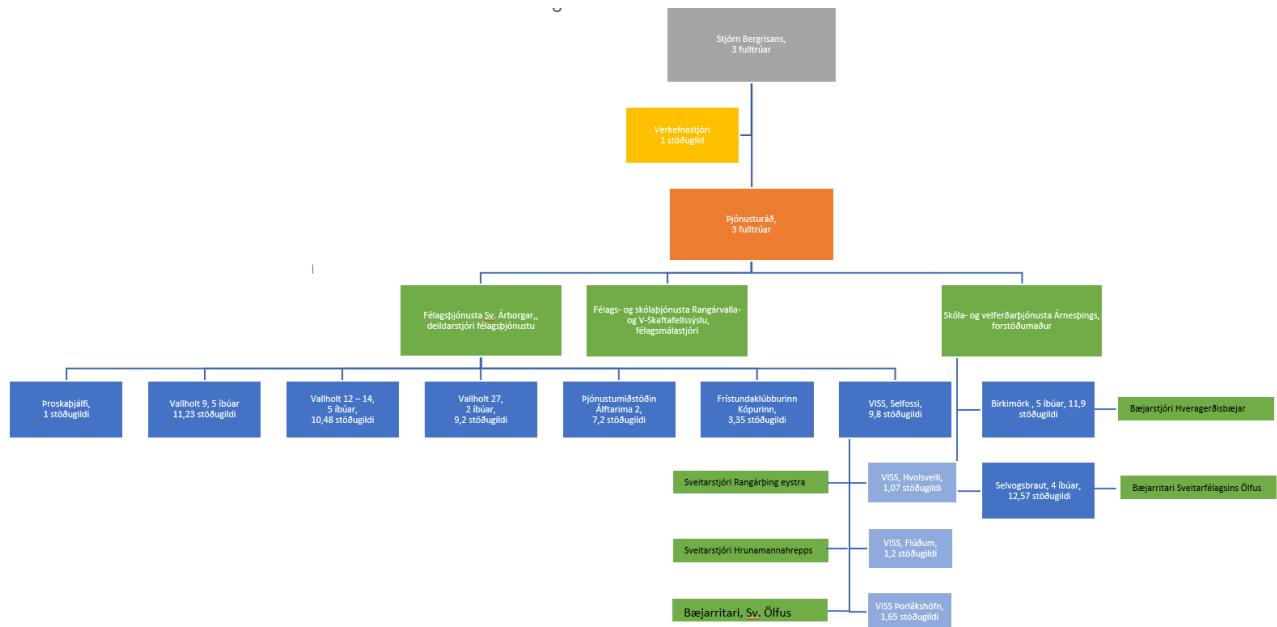 Stjórn Bergrisans,
3 fulltrúar
Verkefnastjóri
1 stöðugild
Þjónusturáð,
3 fulltrúar
Félagsþjónusta Sv. Árborgar,,
deildarstjóri félagsþjónustu
Félags- og skólaþjónusta Rangárvalla-
og V-Skaftafellssýslu,
félagsmálastjóri
Skóla- og velferðarþjónusta Árnesþings,
forstöðumaður
Þroskaþjálfi,
1 stöðugildi
Vallholt 9, 5 íbúar
11,23 stöðugildi
Vallholt 12 – 14,
5 íbúar,
10,48 stöðugildi
Vallholt 27,
2 íbúar,
9,2 stöðugildi
Þjónustumiðstöðin
Álftarima 2,
7,2 stöðugildi
Frístundaklúbburinn
Kópurinn,
3,35 stöðugildi
VISS, Selfossi,
9,8 stöðugildi
Birkimörk , 5 íbúar, 11,9
stöðugildi
Bæjarstjóri Hveragerðisbæjar
Sveitarstjóri Rangárþing eystra
VISS, Hvolsvelli,
1,07 stöðugildi
Selvogsbraut, 4 íbúar,
12,57 stöðugildi
Bæjarritari Sveitarfélagsins Ölfus
Sveitarstjóri Hrunamannahrepps
VISS, Flúðum,
1,2 stöðugildi
Bæjarritari, Sv. Ölfus
VISS Þorlákshöfn,
1,65 stöðugildi